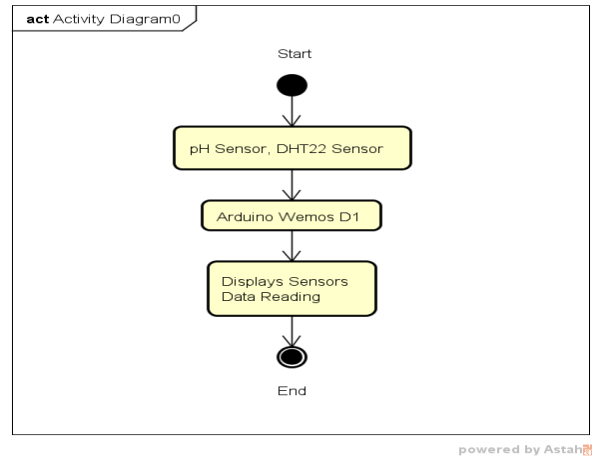 act Activity Diagram0
Start
pH Sensor, DHT22 Sensor
Arduino Wemos D1
Displays Sensors
Data Reading
End
powered by Astah